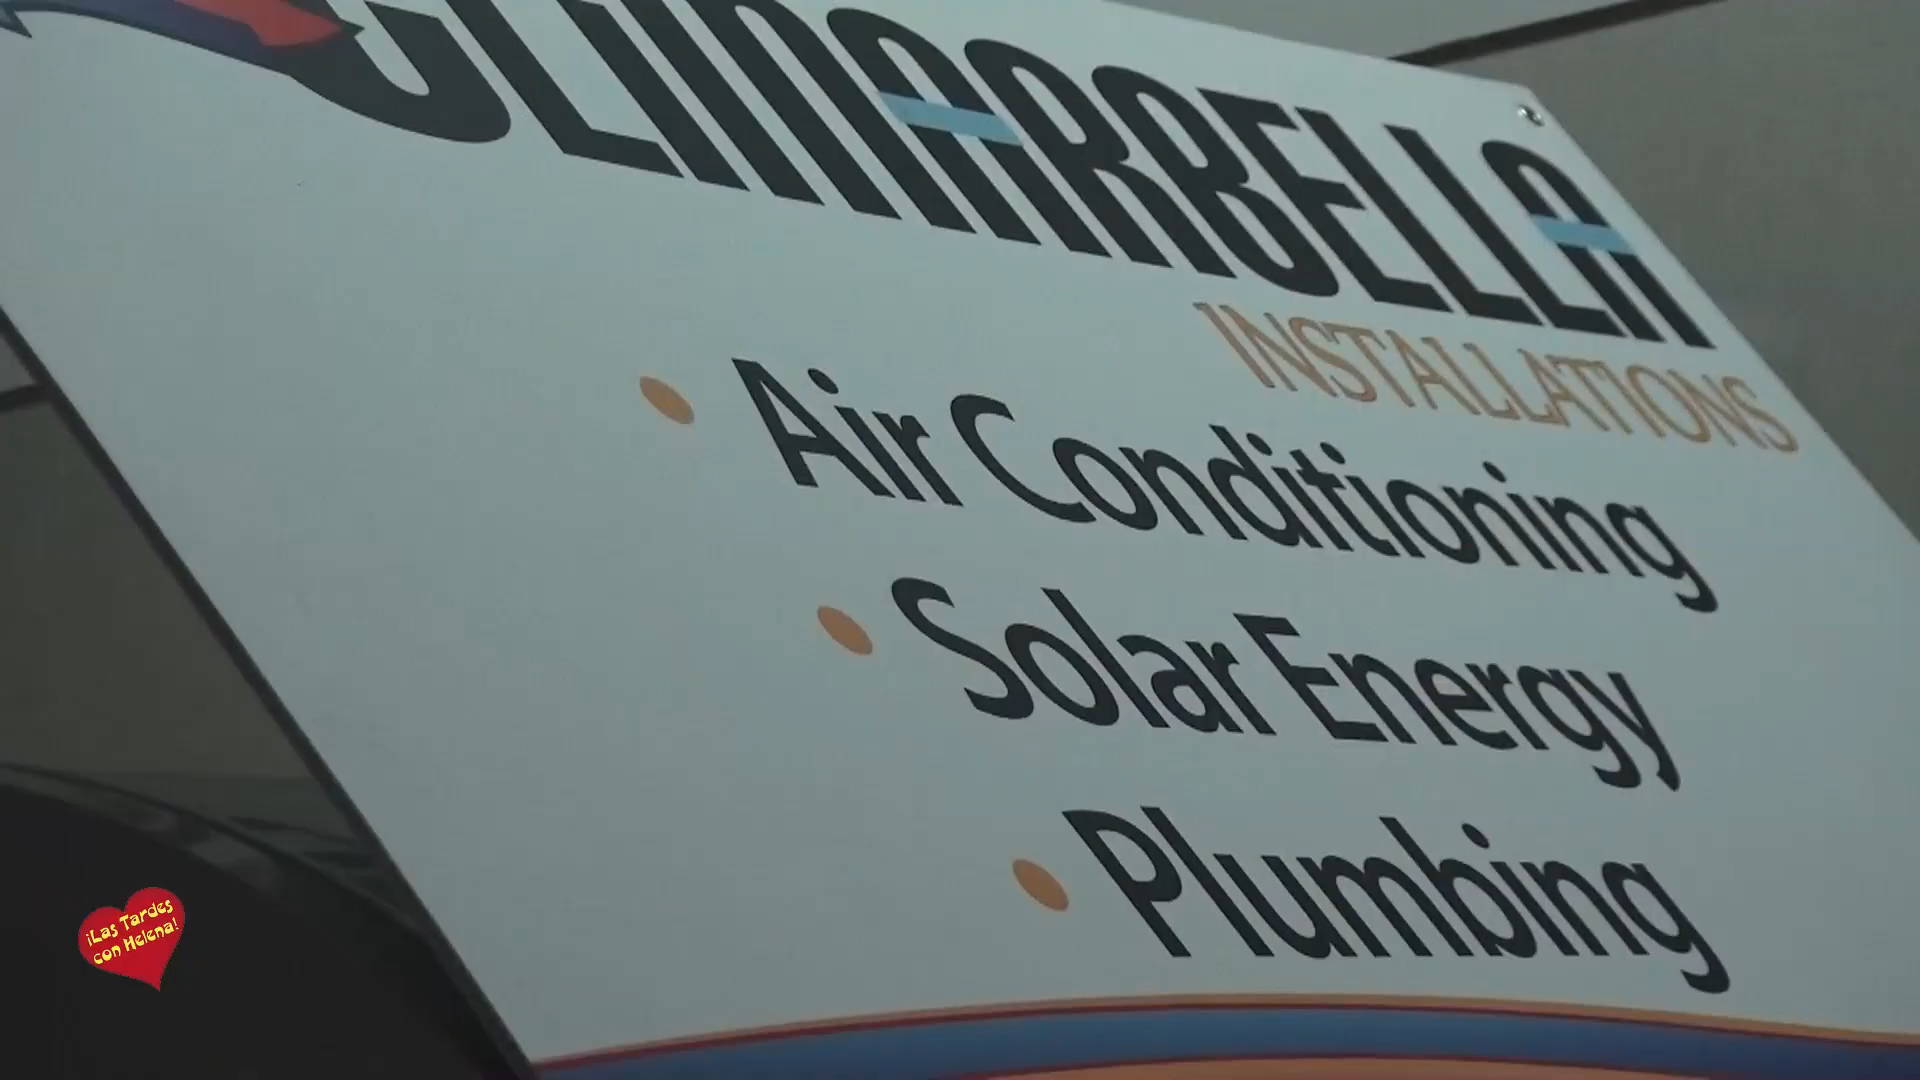 CLIMARBELLA
INSTALLATIONS
• Air Conditioning
• Solar Energy
• Plumbing
¡Las Tardes
con Helena!